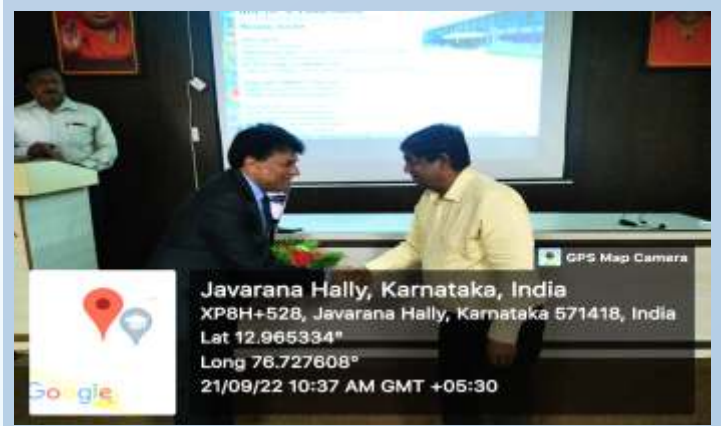 GPS Map Camera
Javarana Hally, Karnataka, India
XP8H+528, Javarana Hally, Karnataka 571418, India
Lat 12.965334°
Long 76.727608°
21/09/22 10:37 AM GMT +05:30
Google